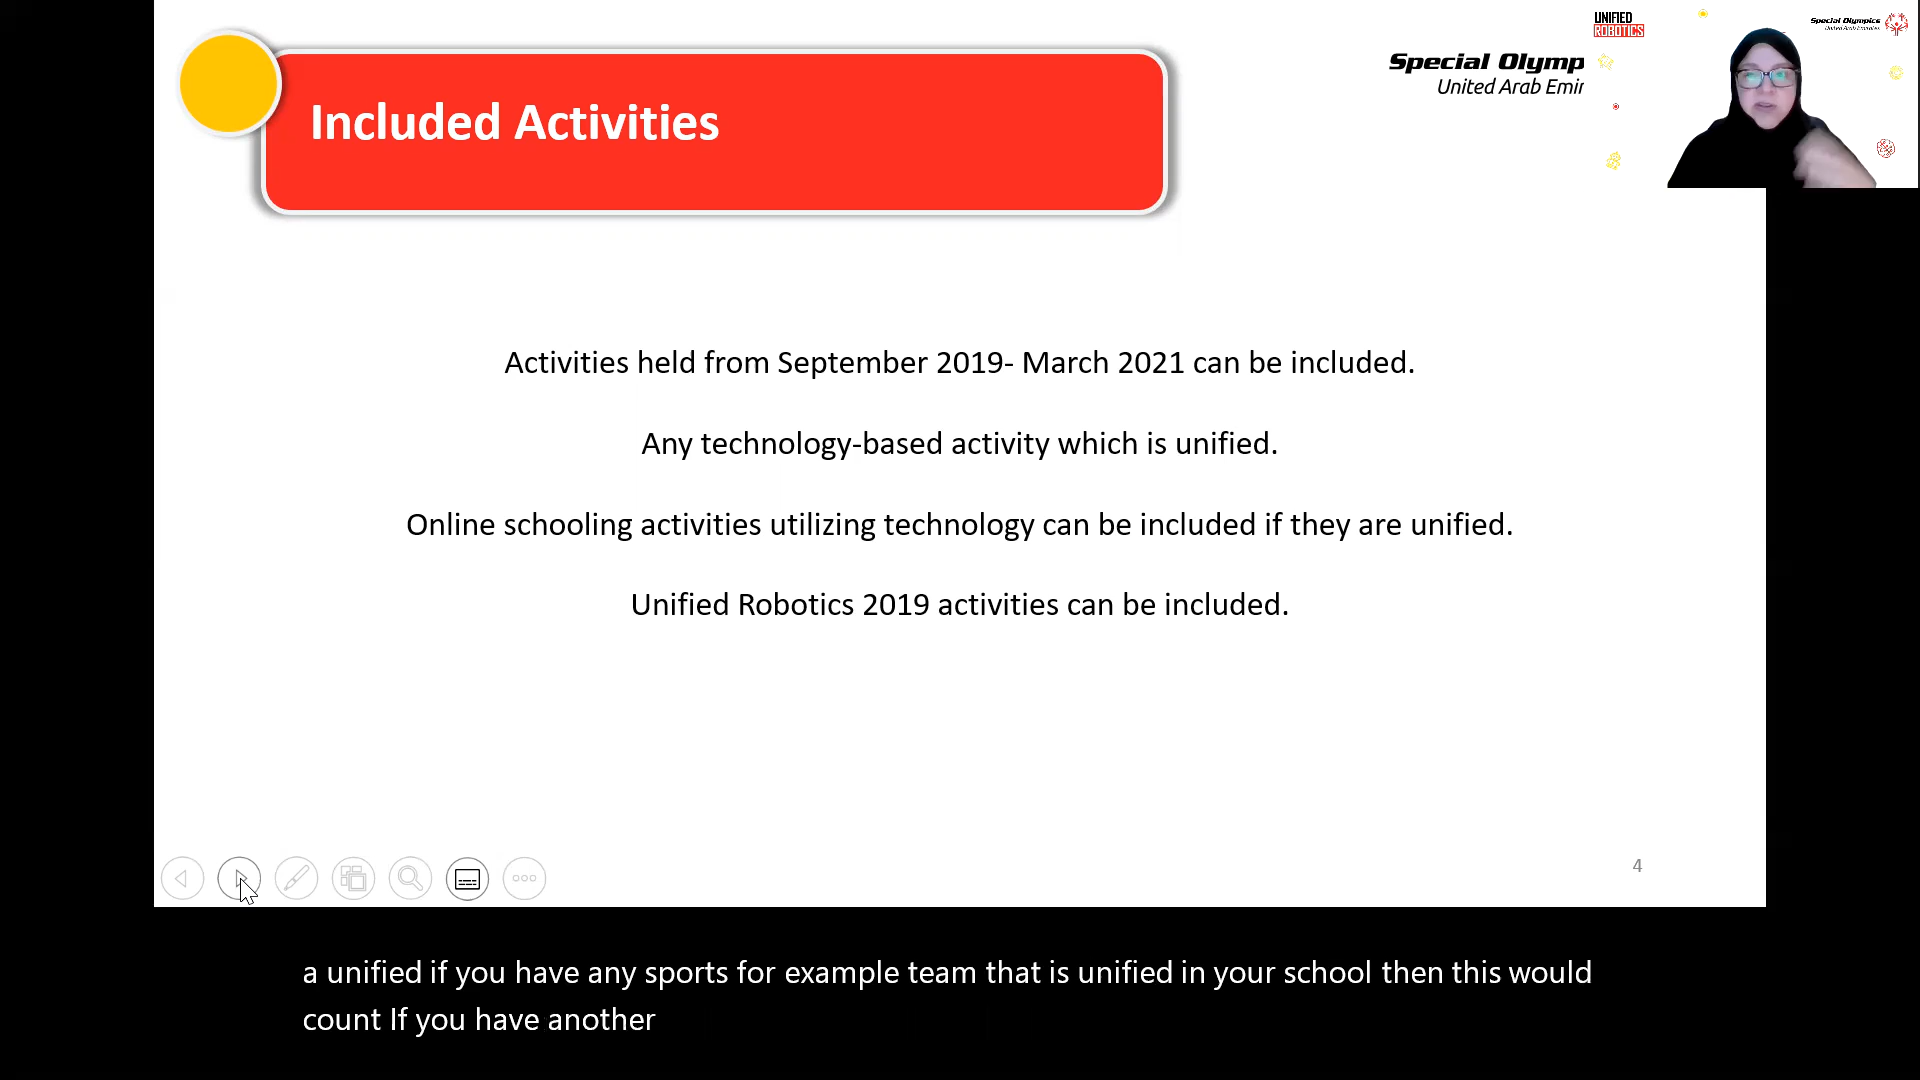 UNIFIED
ROBOTICS
Special Olympics
United Arab Emirates
Special Olymp
United Arab Emir
Included Activities
Activities held from September 2019- March 2021 can be included.
Any technology-based activity which is unified.
Online schooling activities utilizing technology can be included if they are unified.
Unified Robotics 2019 activities can be included.
4
a unified if you have any sports for example team that is unified in your school then this would
count If you have another